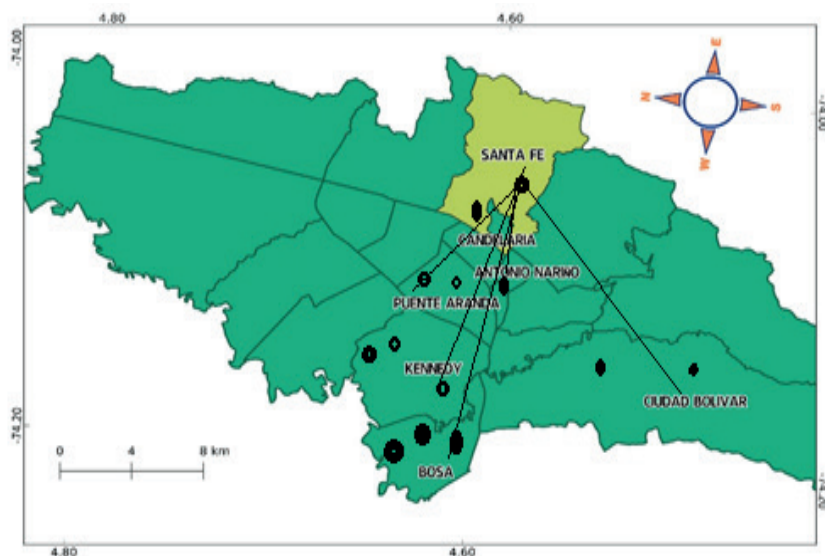 4.80 4.60
-74.00
-74.00
E
N S
W
SANTA FE
CANDELARIA
ANTONIO NARIÑO
PUENTE ARANDA
KENNEDY
CIUDAD BOLIVAR
-74.20
0 4 8 km
BOSA
-74.20
4.80 4.60